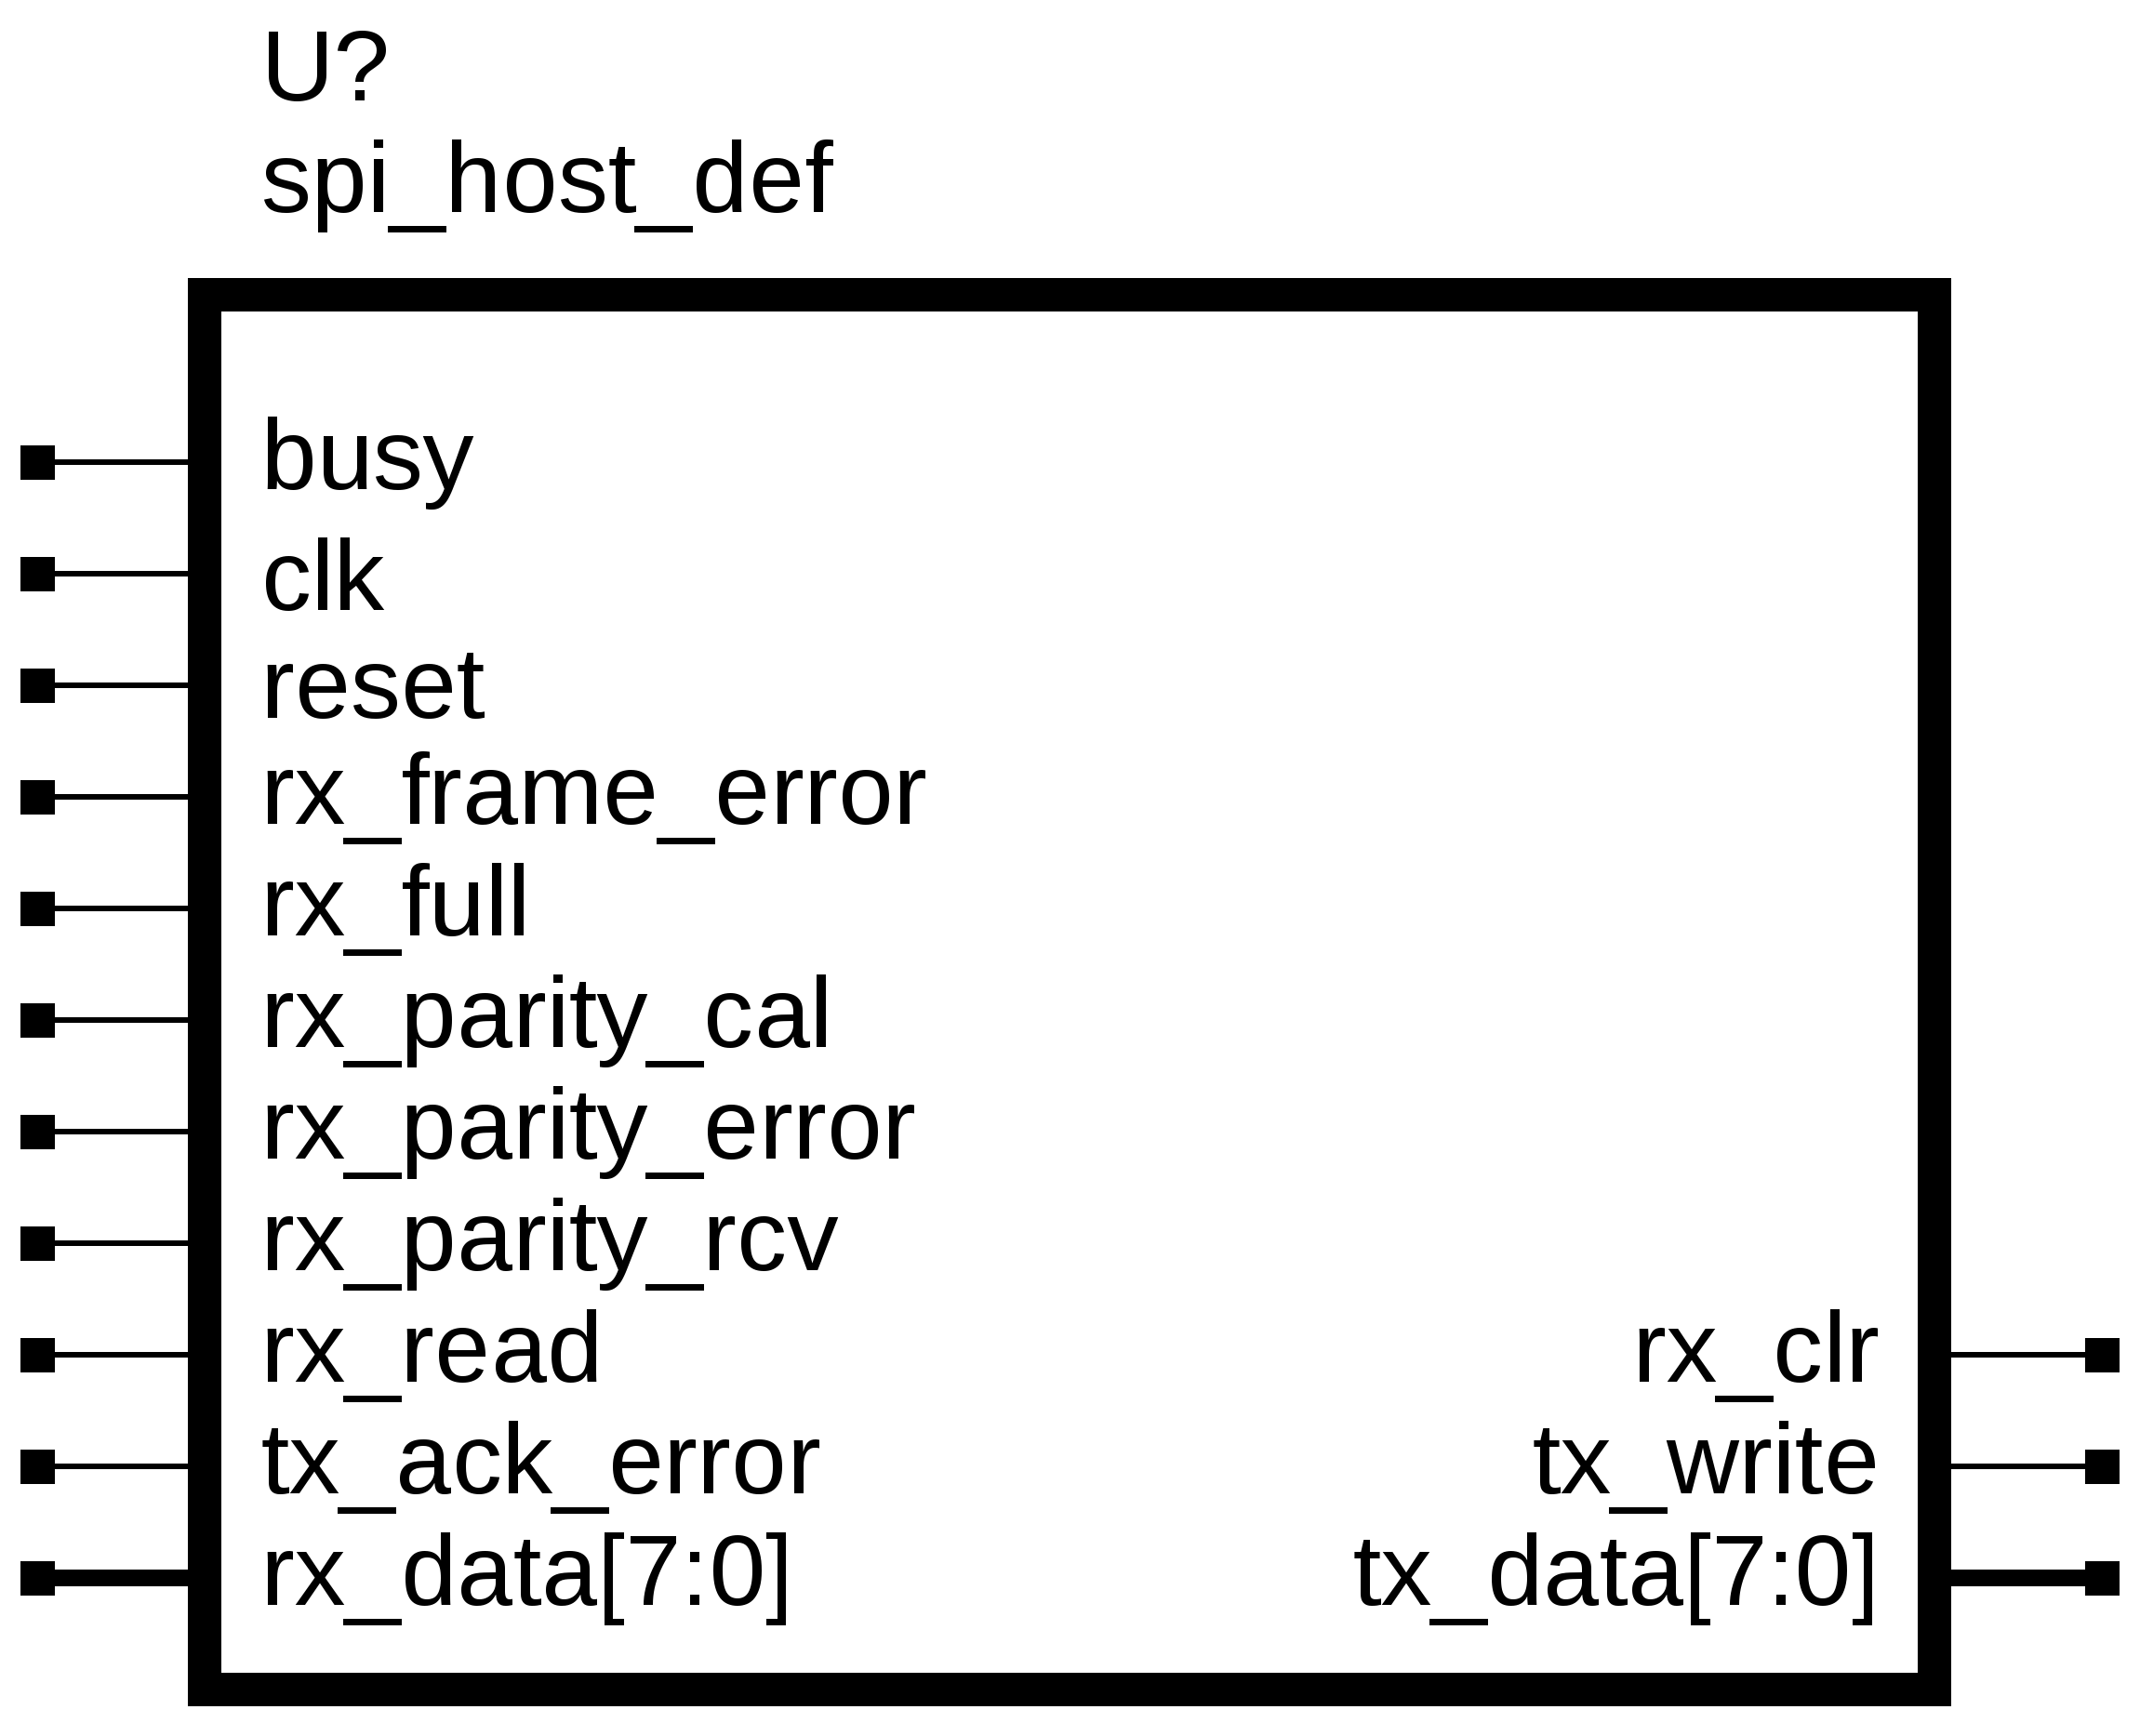 U?
spi_host_def
busy
clk
reset
rx_frame_error
rx_full
rx_parity_cal
rx_parity_error
rx_parity_rcv
rx_read
rx_clr
tx_ack_error
tx_write
rx_data[7:0]
tx_data[7:0]